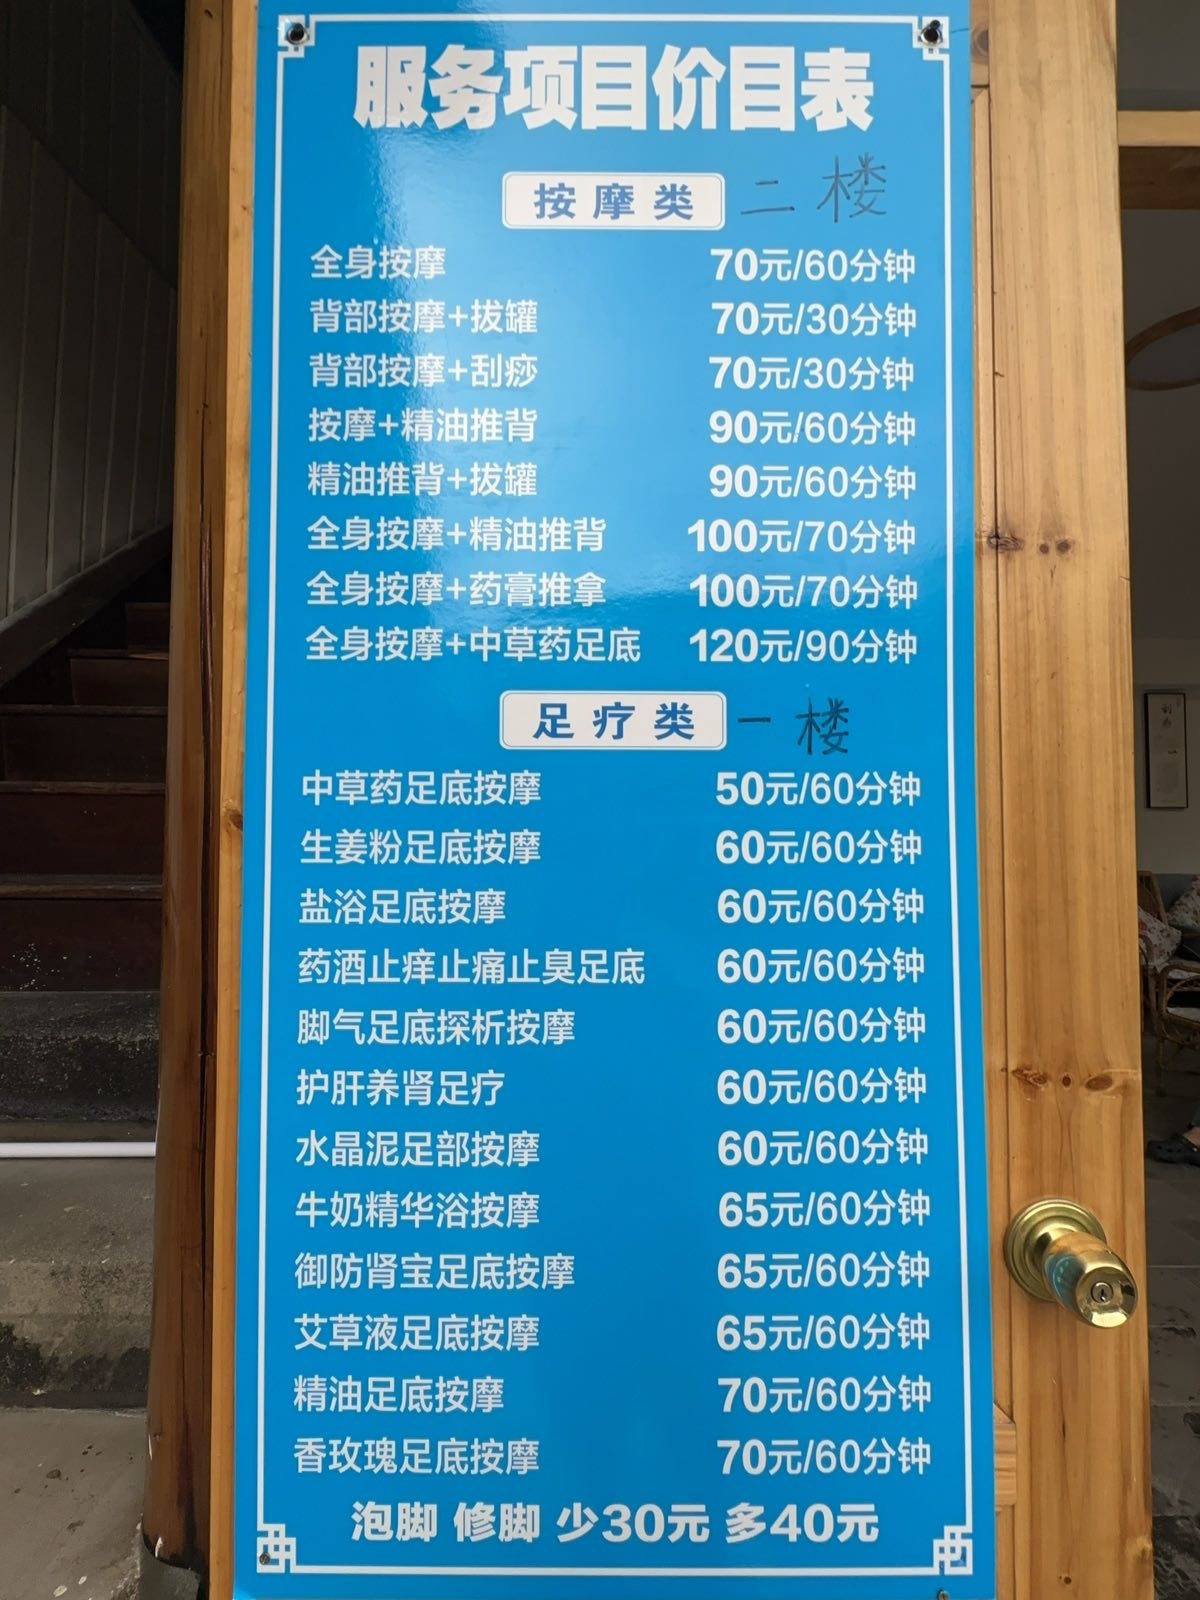 服务项目价目表
按摩类 二楼
全身按摩 70元/60分钟
背部按摩+拔罐 70元/30分钟
背部按摩+刮痧 70元/30分钟
按摩+精油推背 90元/60分钟
精油推背+拔罐 90元/60分钟
全身按摩+精油推背 100元/70分钟
全身按摩+药膏推拿 100元/70分钟
全身按摩+中草药足底 120元/90分钟
足疗类 一楼
中草药足底按摩 50元/60分钟
生姜粉足底按摩 60元/60分钟
盐浴足底按摩 60元/60分钟
药酒止痒止痛止臭足底 60元/60分钟
脚气足底探析按摩 60元/60分钟
护肝养肾足疗 60元/60分钟
水晶泥足部按摩 60元/60分钟
牛奶精华浴按摩 65元/60分钟
御防肾宝足底按摩 65元/60分钟
艾草液足底按摩 65元/60分钟
精油足底按摩 70元/60分钟
香玫瑰足底按摩 70元/60分钟
泡脚 修脚 少30元 多40元